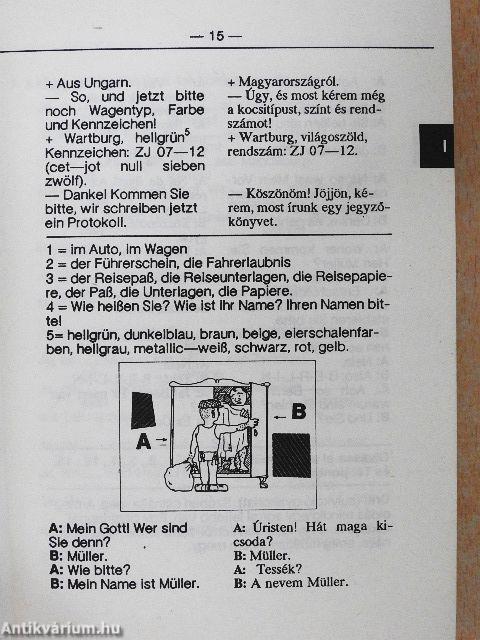 — 15 —
+ Aus Ungarn.
— So, und jetzt bitte
noch Wagentyp, Farbe
und Kennzeichen!
+ Wartburg, hellgrün5
Kennzeichen: ZJ 07—12
(cet—jot null sieben
zwölf).
— Danke! Kommen Sie
bitte, wir schreiben jetzt
ein Protokoll.
+ Magyarországról.
— Úgy, és most kérem még
a kocsitípust, színt és rend-
számot!
+ Wartburg, világoszöld,
rendszám: ZJ 07—12.
— Köszönöm! Jöjjön, ké-
rem, most írunk egy jegyző-
könyvet.
I
1 = im Auto, im Wagen
2 = der Führerschein, die Fahrerlaubnis
3 = der Reisepaß, die Reiseunterlagen, die Reisepapie-
re, der Paß, die Unterlagen, die Papiere.
4 = Wie heißen Sie? Wie ist Ihr Name? Ihren Namen bit-
te!
5= hellgrün, dunkelblau, braun, beige, eierschalenfar-
ben, hellgrau, metallic—weiß, schwarz, rot, gelb.
A
B
A: Mein Gott! Wer sind
Sie denn?
B: Müller.
A: Wie bitte?
B: Mein Name ist Müller.
A: Úristen! Hát maga ki-
csoda?
B: Müller.
A: Tessék?
B: A nevem Müller.
Antikvárium.hu